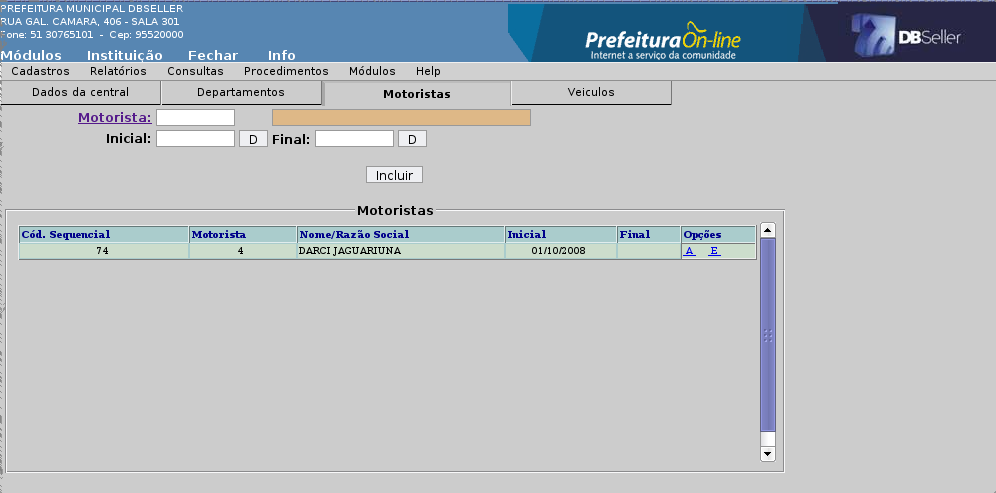 PREFEITURA MUNICIPAL DBSELLER
RUA GAL. CAMARA, 406 - SALA 301
Fone: 51 30765101 - Cep: 95520000
Prefeitura On-line
Internet a serviço da comunidade
DBSeller
Módulos Instituição Fechar Info
Cadastros Relatórios Consultas Procedimentos Módulos Help
Dados da central Departamentos Motoristas Veiculos
Motorista:
Inicial: D Final: D
Incluir
Motoristas
Cód. Sequencial Motorista Nome/Razão Social Inicial Final Opções
74 4 DARCI JAGUARIUNA 01/10/2008 A E